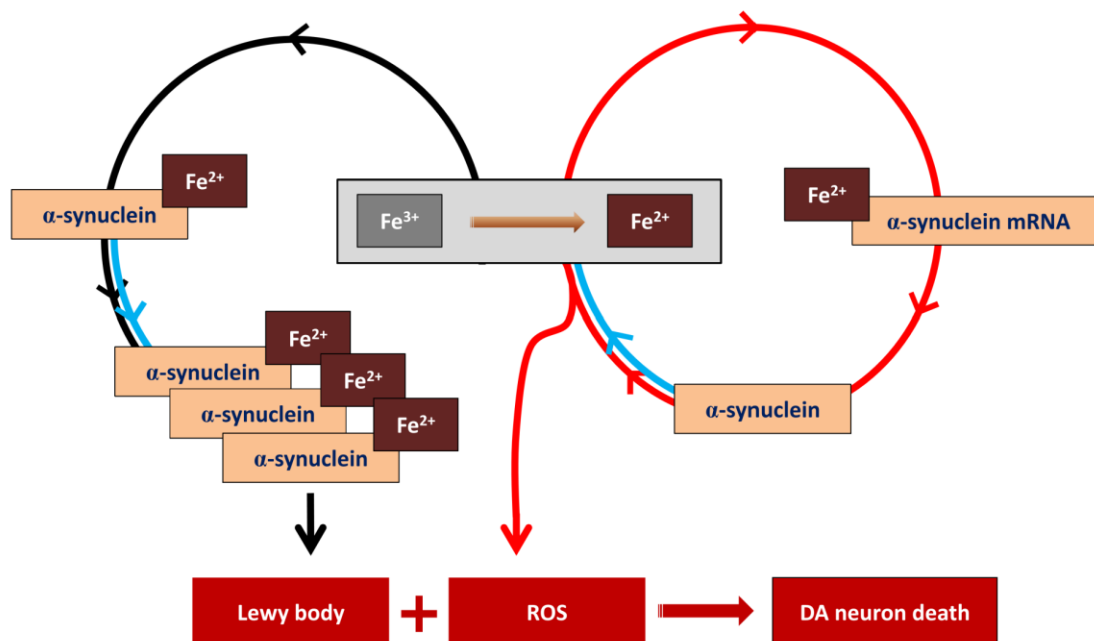 Fe²⁺
α-synuclein
Fe³⁺
Fe²⁺
Fe²⁺
α-synuclein mRNA
Fe²⁺
α-synuclein
Fe²⁺
α-synuclein
Fe²⁺
α-synuclein
α-synuclein
Lewy body
+
ROS
DA neuron death